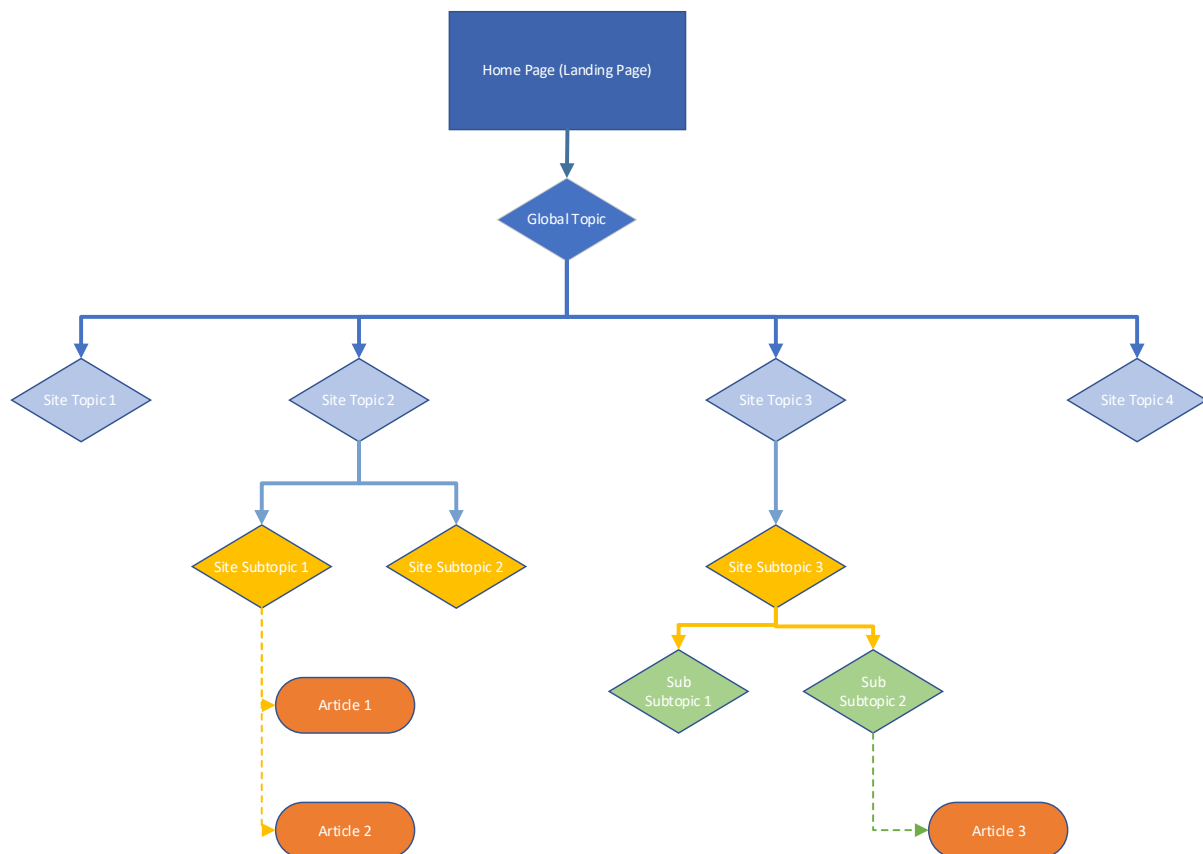 Home Page (Landing Page)
Global Topic
Site Topic 1
Site Topic 2
Site Topic 3
Site Topic 4
Site Subtopic 1
Site Subtopic 2
Site Subtopic 3
Sub
Subtopic 1
Sub
Subtopic 2
Article 1
Article 2
Article 3